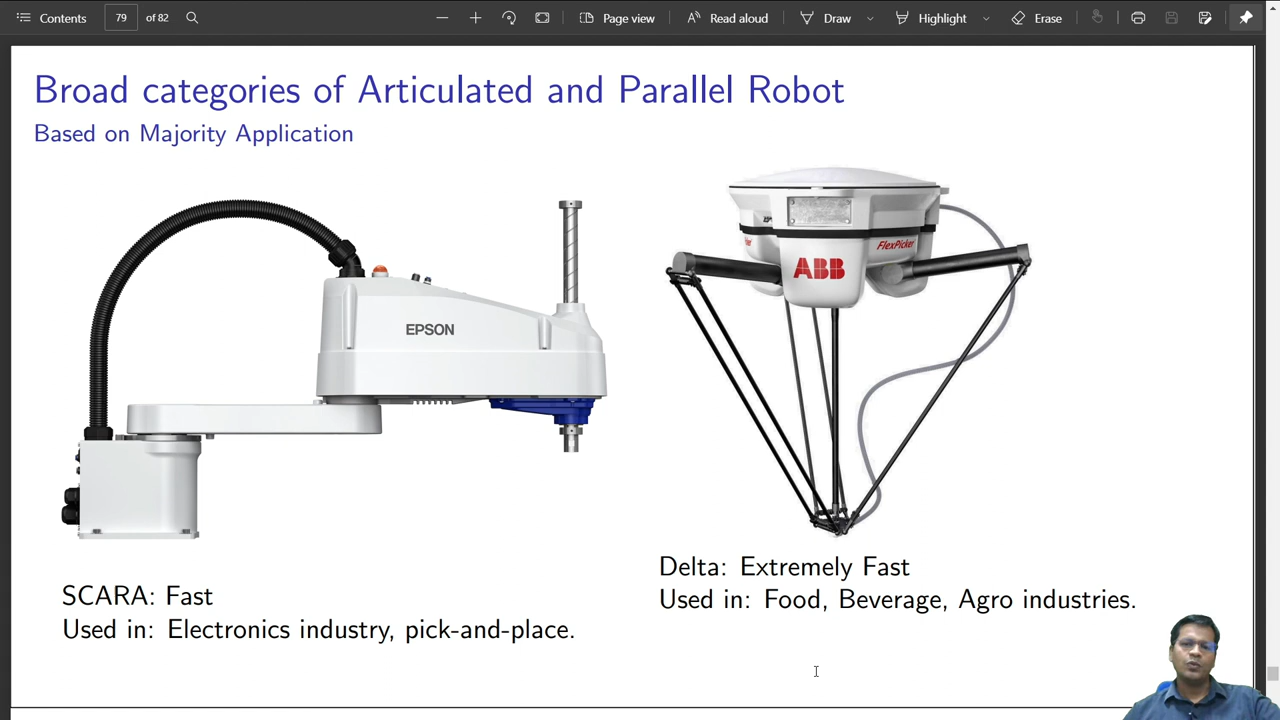 Contents
79
of 82
Page view
Read aloud
Draw
Highlight
Erase
Broad categories of Articulated and Parallel Robot
Based on Majority Application
EPSON
FlexPicker
ABB
SCARA: Fast
Used in: Electronics industry, pick-and-place.
Delta: Extremely Fast
Used in: Food, Beverage, Agro industries.